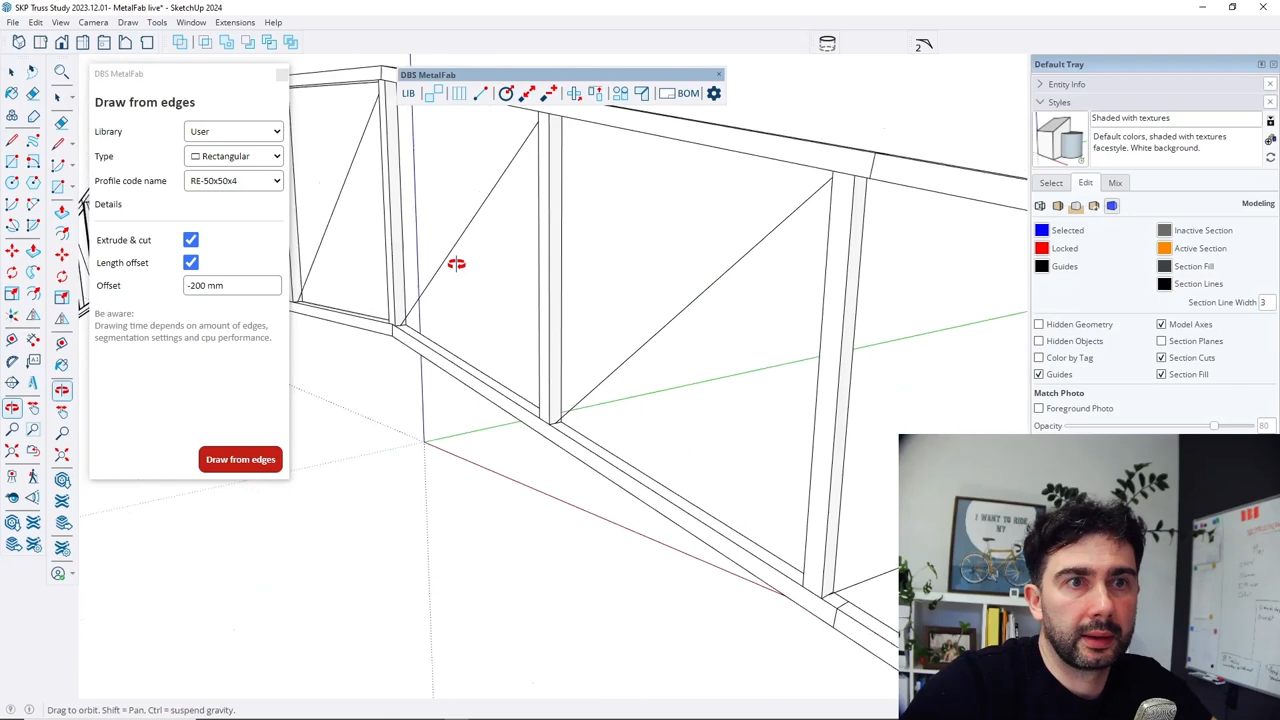 SKP Truss Study 2023.12.01- MetalFab live* - SketchUp 2024
File Edit View Camera Draw Tools Window Extensions Help
2
DBS MetalFab
Draw from edges
Library User
Type Rectangular
Profile code name RE-50x50x4
Details
Extrude & cut
Length offset
Offset -200 mm
Be aware:
Drawing time depends on amount of edges,
segmentation settings and cpu performance.
Draw from edges
DBS MetalFab
LIB BOM
Default Tray
Entity Info
Styles
Shaded with textures
Default colors, shaded with textures
facestyle. White background.
Select Edit Mix
Modeling
Selected Inactive Section
Locked Active Section
Guides Section Fill
Section Lines
Section Line Width 3
Hidden Geometry Model Axes
Hidden Objects Section Planes
Color by Tag Section Cuts
Guides Section Fill
Match Photo
Foreground Photo
Opacity 80
I WANT TO RIDE
MY
Drag to orbit. Shift = Pan, Ctrl = suspend gravity.